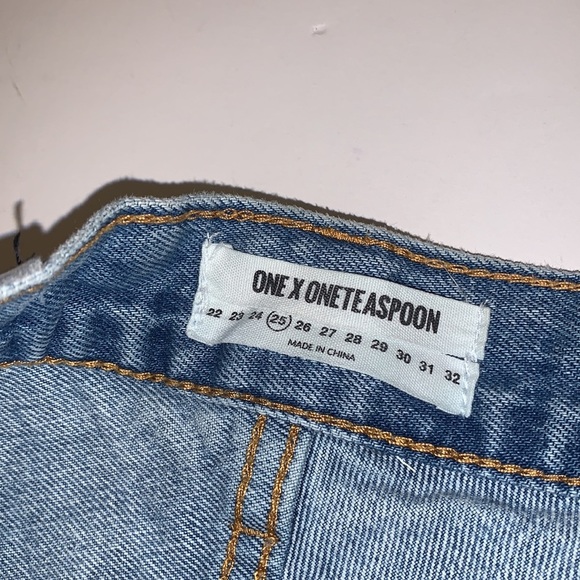 ONE X ONETEASPOON
22 23 24 25 26 27 28 29 30 31 32
MADE IN CHINA